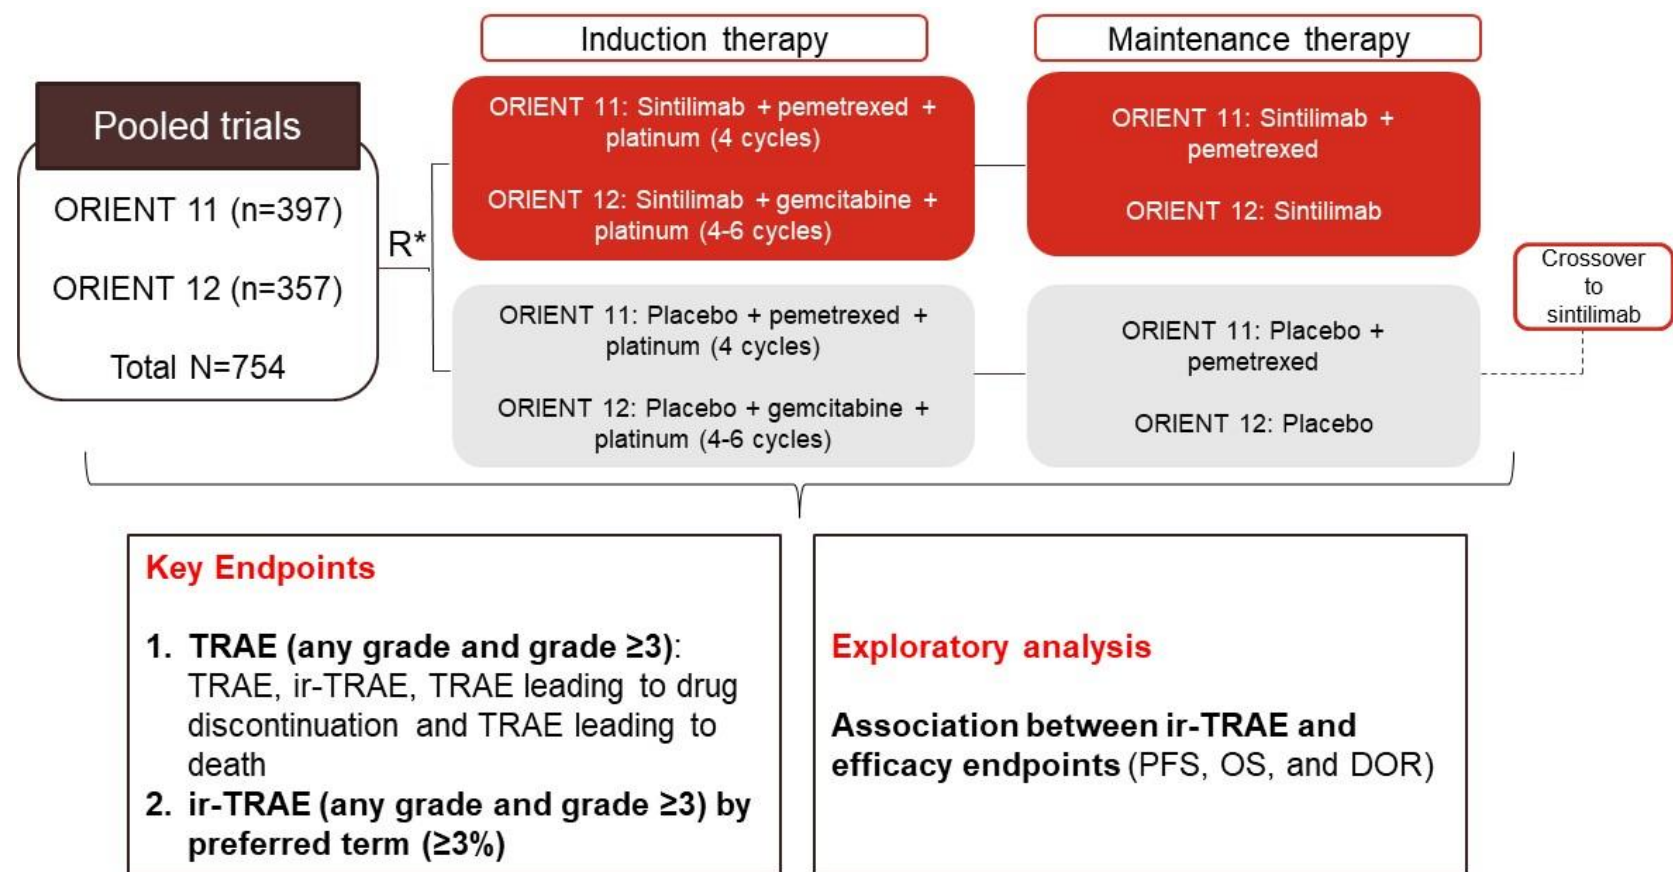 Induction therapy
Maintenance therapy
Pooled trials
ORIENT 11 (n=397)
ORIENT 12 (n=357)
Total N=754
R*
ORIENT 11: Sintilimab + pemetrexed +
platinum (4 cycles)
ORIENT 12: Sintilimab + gemcitabine +
platinum (4-6 cycles)
ORIENT 11: Sintilimab +
pemetrexed
ORIENT 12: Sintilimab
ORIENT 11: Placebo + pemetrexed +
platinum (4 cycles)
ORIENT 12: Placebo + gemcitabine +
platinum (4-6 cycles)
ORIENT 11: Placebo +
pemetrexed
ORIENT 12: Placebo
Crossover
to
sintilimab
Key Endpoints
1. TRAE (any grade and grade ≥3):
TRAE, ir-TRAE, TRAE leading to drug
discontinuation and TRAE leading to
death
2. ir-TRAE (any grade and grade ≥3) by
preferred term (≥3%)
Exploratory analysis
Association between ir-TRAE and
efficacy endpoints (PFS, OS, and DOR)